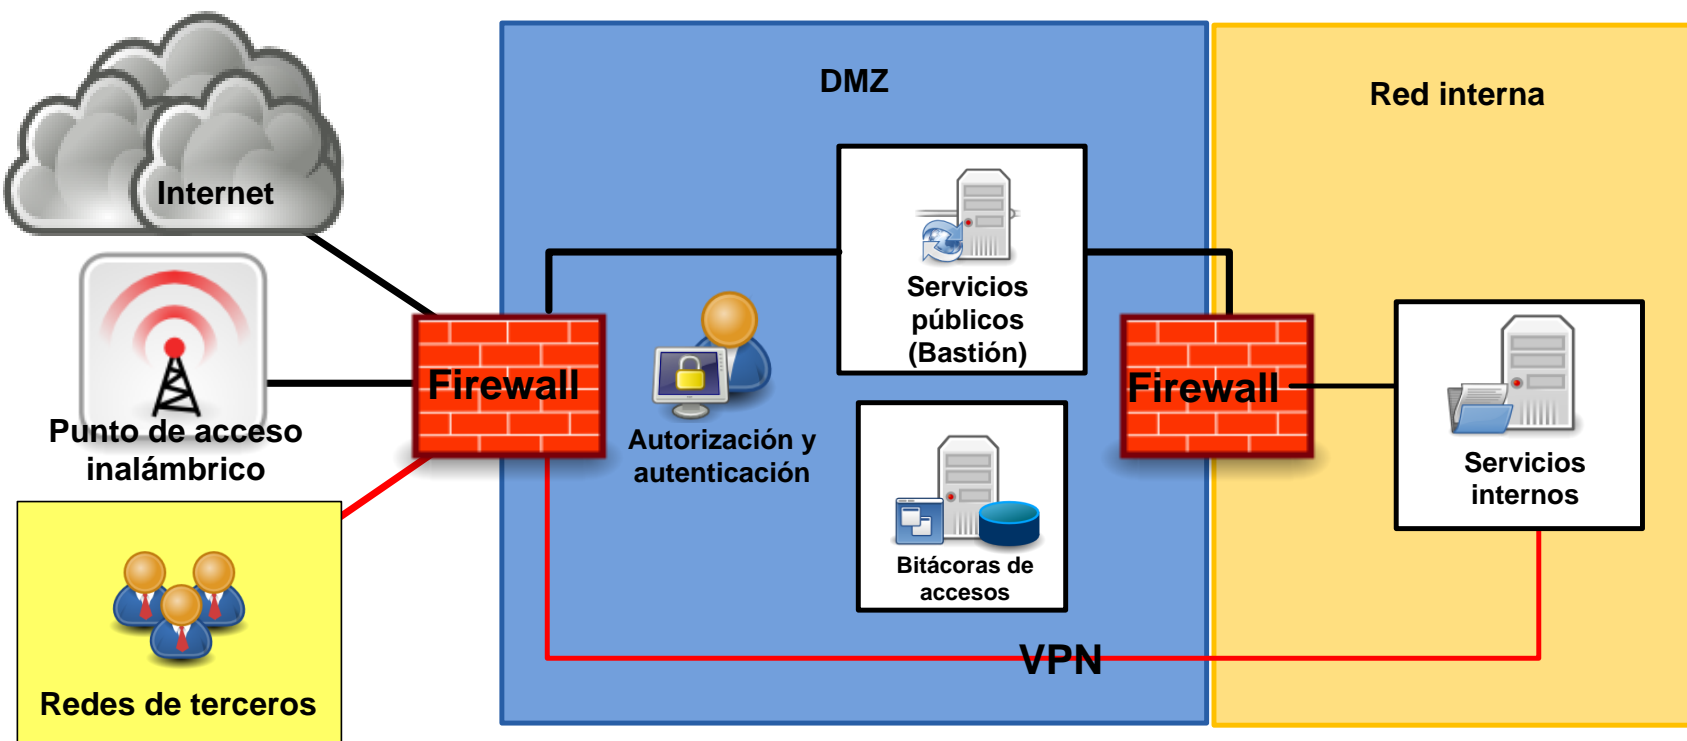 DMZ
Red interna
Internet
Servicios
públicos
(Bastión)
Firewall
Firewall
Punto de acceso
inalámbrico
Autorización y
autenticación
Servicios
internos
Bitácoras de
accesos
VPN
Redes de terceros